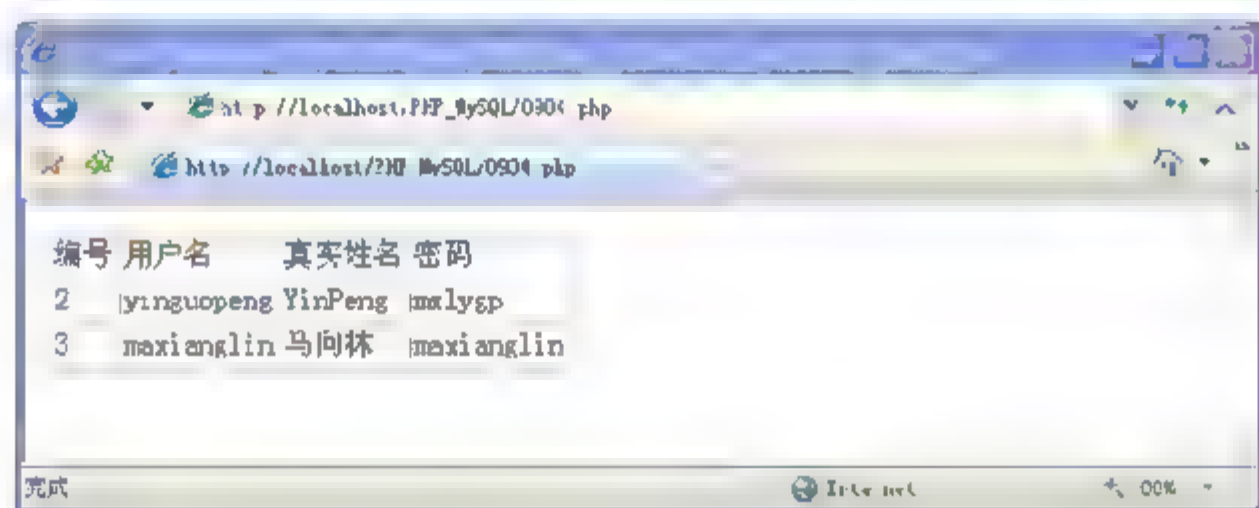 http://localhost/PHP_MySQL/0904.php
http://localhost/PHP_MySQL/0904.php
编号 用户名 真实姓名 密码
2 yinguopeng YinPeng
3 maxianglin 马向林 maxianglin
完成 Internet 100%